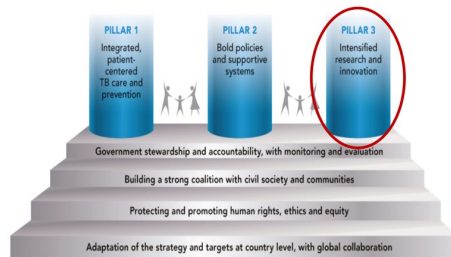 PILLAR 1
Integrated,
patient-
centered
TB care and
prevention
PILLAR 2
Bold policies
and supportive
systems
PILLAR 3
Intensified
research and
innovation
Government stewardship and accountability, with monitoring and evaluation
Building a strong coalition with civil society and communities
Protecting and promoting human rights, ethics and equity
Adaptation of the strategy and targets at country level, with global collaboration